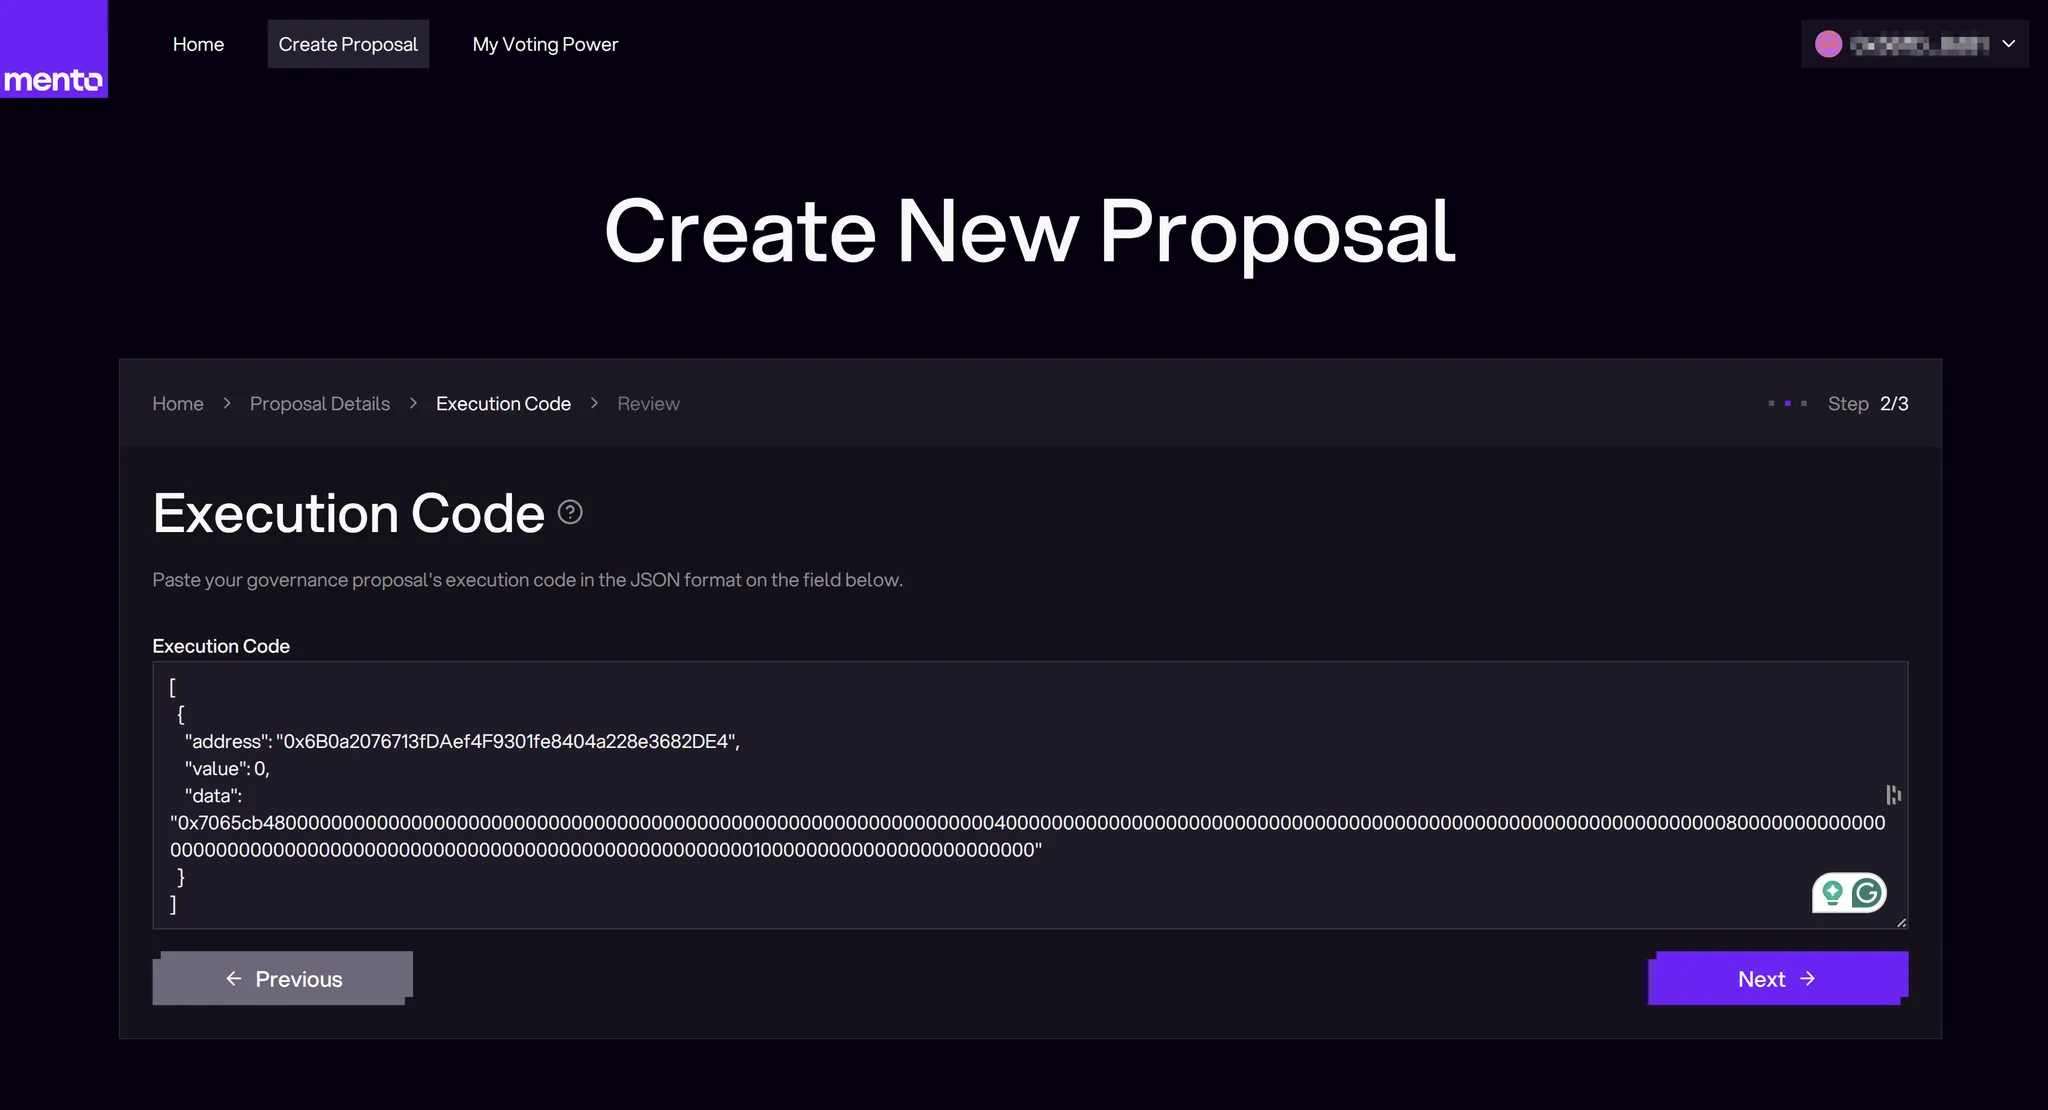 mento
Home
Create Proposal
My Voting Power
Create New Proposal
Home
Proposal Details
Execution Code
Review
Step 2/3
Execution Code
Paste your governance proposal's execution code in the JSON format on the field below.
Execution Code
[
{
"address": "0x6B0a2076713fDAef4F9301fe8404a228e3682DE4",
"value": 0,
"data":
"0x7065cb4800000000000000000000000000000000000000000000000000000000000000400000000000000000000000000000000000000000000000000000000000000080000000000000
0000000000000000000000000000000000000000000000000001000000000000000000000000"
}
]
Previous
Next